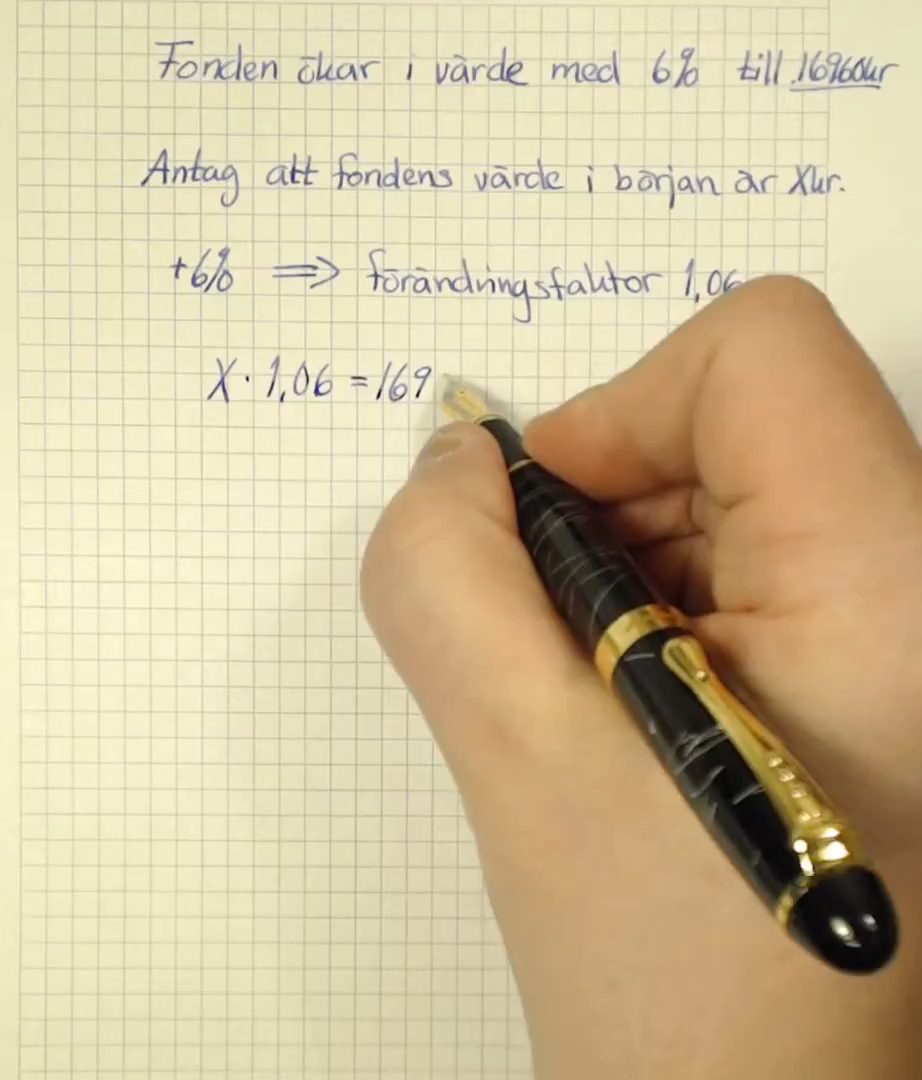 Fonden ökar i värde med 6% till 16960kr
Antag att fondens värde i början är Xkr.
+6% ⟹ förändringsfaktor 1,06
X · 1,06 = 169